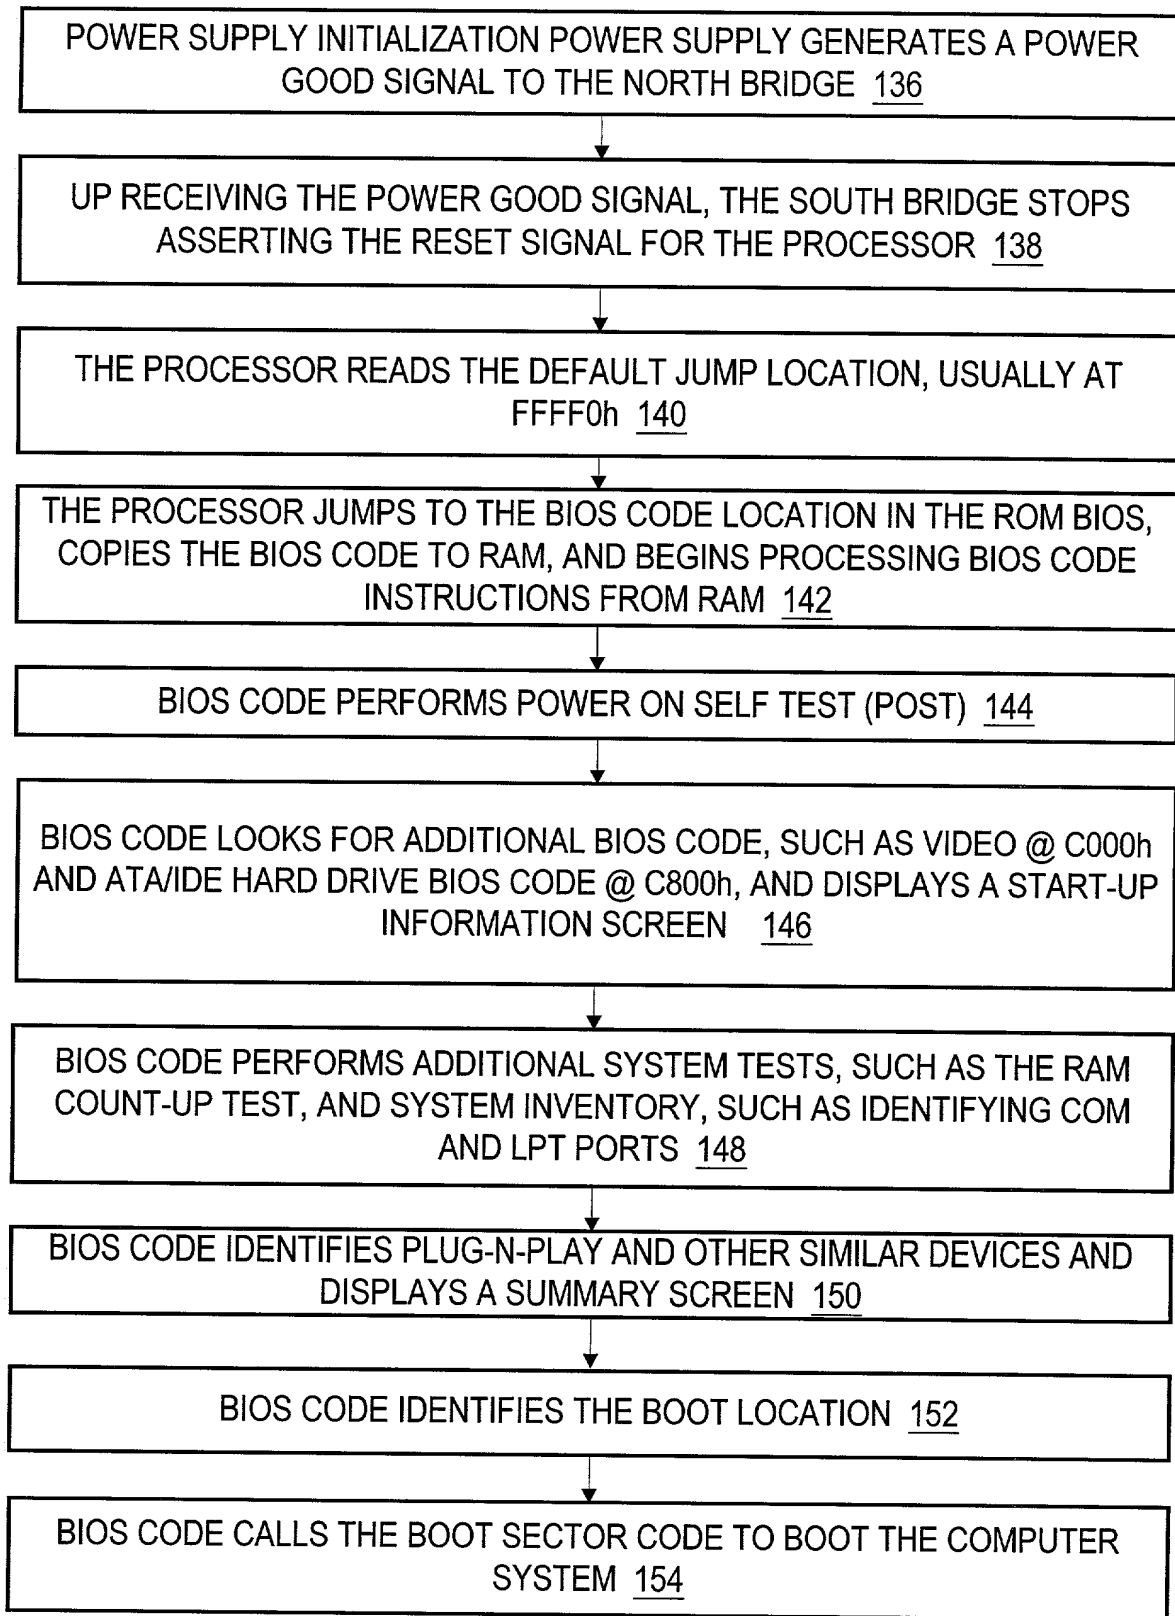 POWER SUPPLY INITIALIZATION POWER SUPPLY GENERATES A POWER
GOOD SIGNAL TO THE NORTH BRIDGE 136
UP RECEIVING THE POWER GOOD SIGNAL, THE SOUTH BRIDGE STOPS
ASSERTING THE RESET SIGNAL FOR THE PROCESSOR 138
THE PROCESSOR READS THE DEFAULT JUMP LOCATION, USUALLY AT
FFFF0h 140
THE PROCESSOR JUMPS TO THE BIOS CODE LOCATION IN THE ROM BIOS,
COPIES THE BIOS CODE TO RAM, AND BEGINS PROCESSING BIOS CODE
INSTRUCTIONS FROM RAM 142
BIOS CODE PERFORMS POWER ON SELF TEST (POST) 144
BIOS CODE LOOKS FOR ADDITIONAL BIOS CODE, SUCH AS VIDEO @ C000h
AND ATA/IDE HARD DRIVE BIOS CODE @ C800h, AND DISPLAYS A START-UP
INFORMATION SCREEN 146
BIOS CODE PERFORMS ADDITIONAL SYSTEM TESTS, SUCH AS THE RAM
COUNT-UP TEST, AND SYSTEM INVENTORY, SUCH AS IDENTIFYING COM
AND LPT PORTS 148
BIOS CODE IDENTIFIES PLUG-N-PLAY AND OTHER SIMILAR DEVICES AND
DISPLAYS A SUMMARY SCREEN 150
BIOS CODE IDENTIFIES THE BOOT LOCATION 152
BIOS CODE CALLS THE BOOT SECTOR CODE TO BOOT THE COMPUTER
SYSTEM 154